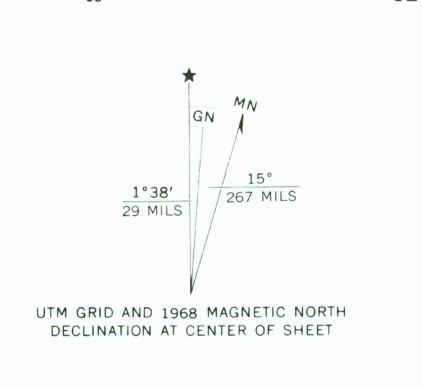 MN
GN
15°
267 MILS
1°38'
29 MILS
UTM GRID AND 1968 MAGNETIC NORTH
DECLINATION AT CENTER OF SHEET